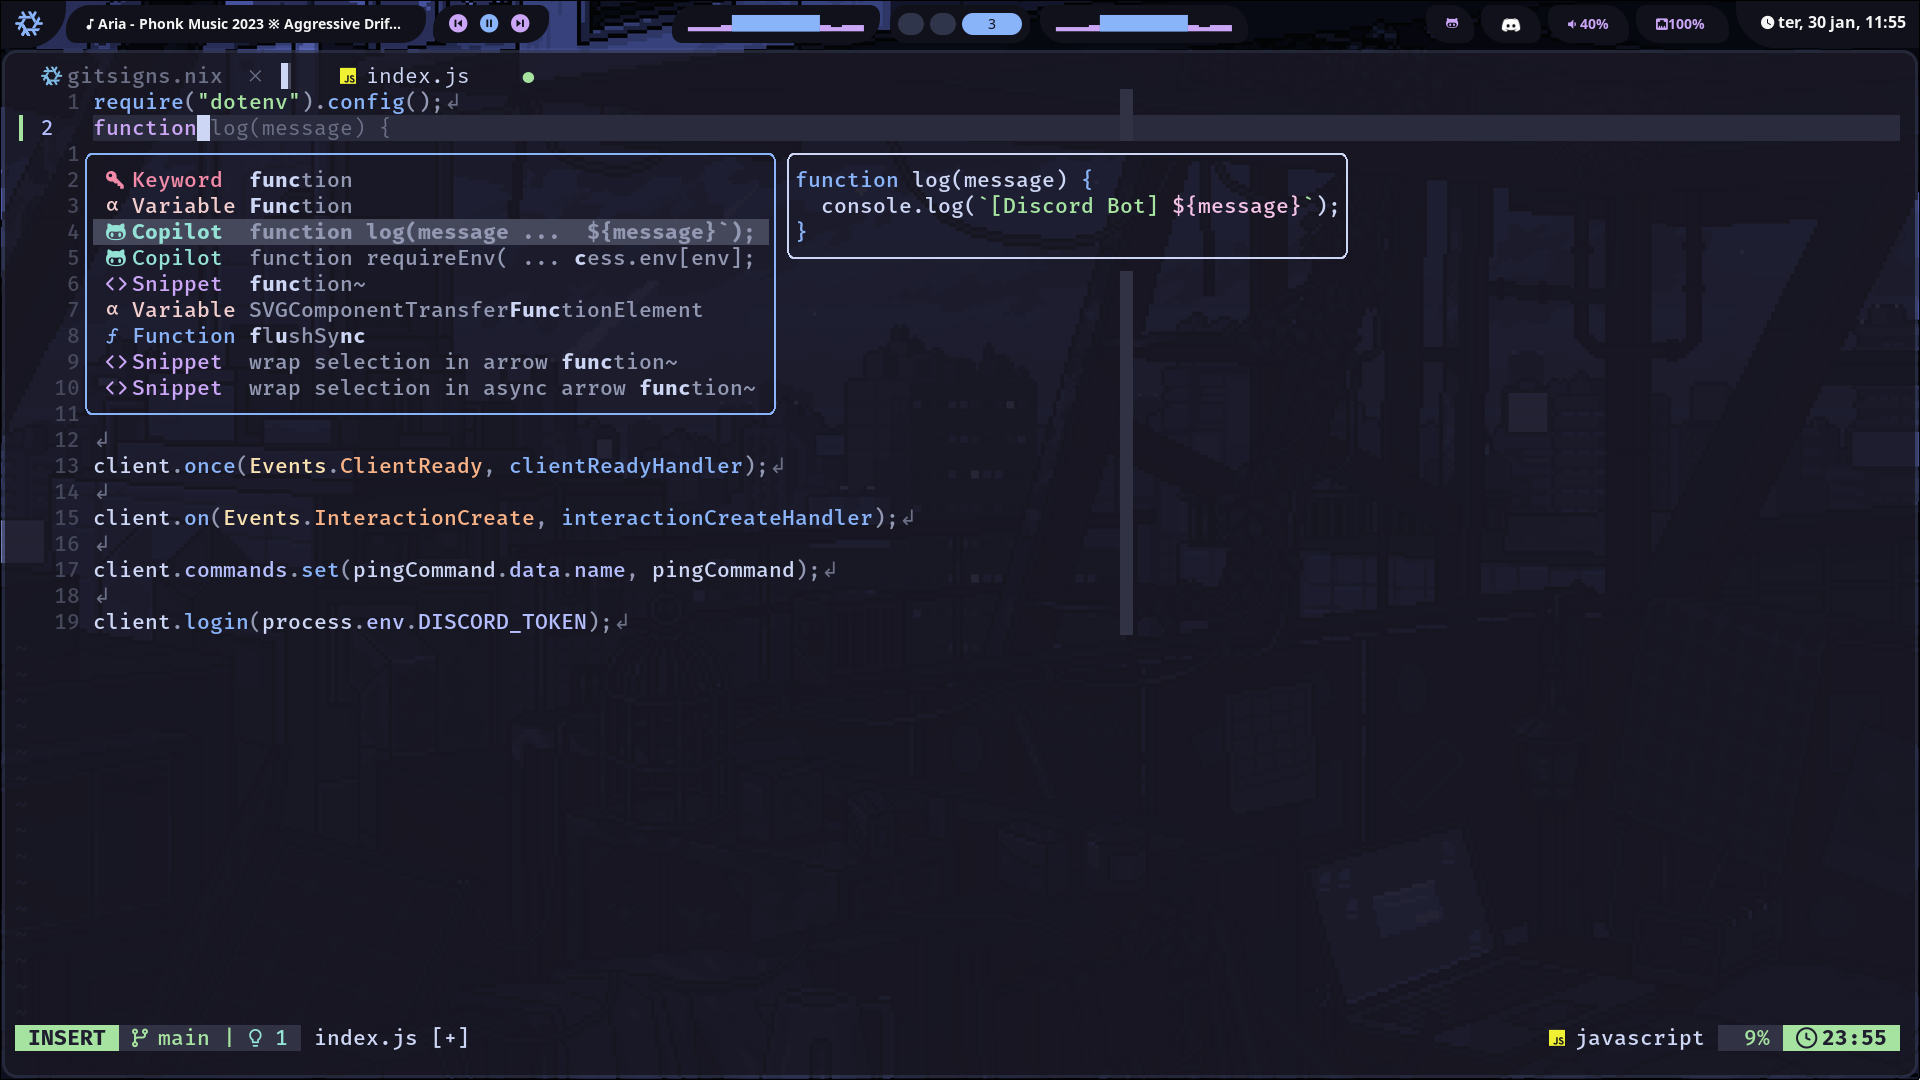 ♪ Aria - Phonk Music 2023 ※ Aggressive Drif...
3
40%
100%
ter, 30 jan, 11:55
gitsigns.nix ×
JS index.js ●
1 require("dotenv").config();↲
2 function log(message) {
1
2 Keyword function
3 α Variable Function
4 Copilot function log(message ... ${message}`);
5 Copilot function requireEnv( ... cess.env[env];
6 <> Snippet function~
7 α Variable SVGComponentTransferFunctionElement
8 ƒ Function flushSync
9 <> Snippet wrap selection in arrow function~
10 <> Snippet wrap selection in async arrow function~
11
function log(message) {
  console.log(`[Discord Bot] ${message}`);
}
12 ↲
13 client.once(Events.ClientReady, clientReadyHandler);↲
14 ↲
15 client.on(Events.InteractionCreate, interactionCreateHandler);↲
16 ↲
17 client.commands.set(pingCommand.data.name, pingCommand);↲
18 ↲
19 client.login(process.env.DISCORD_TOKEN);↲
INSERT main | 1 index.js [+]
JS javascript 9% 23:55